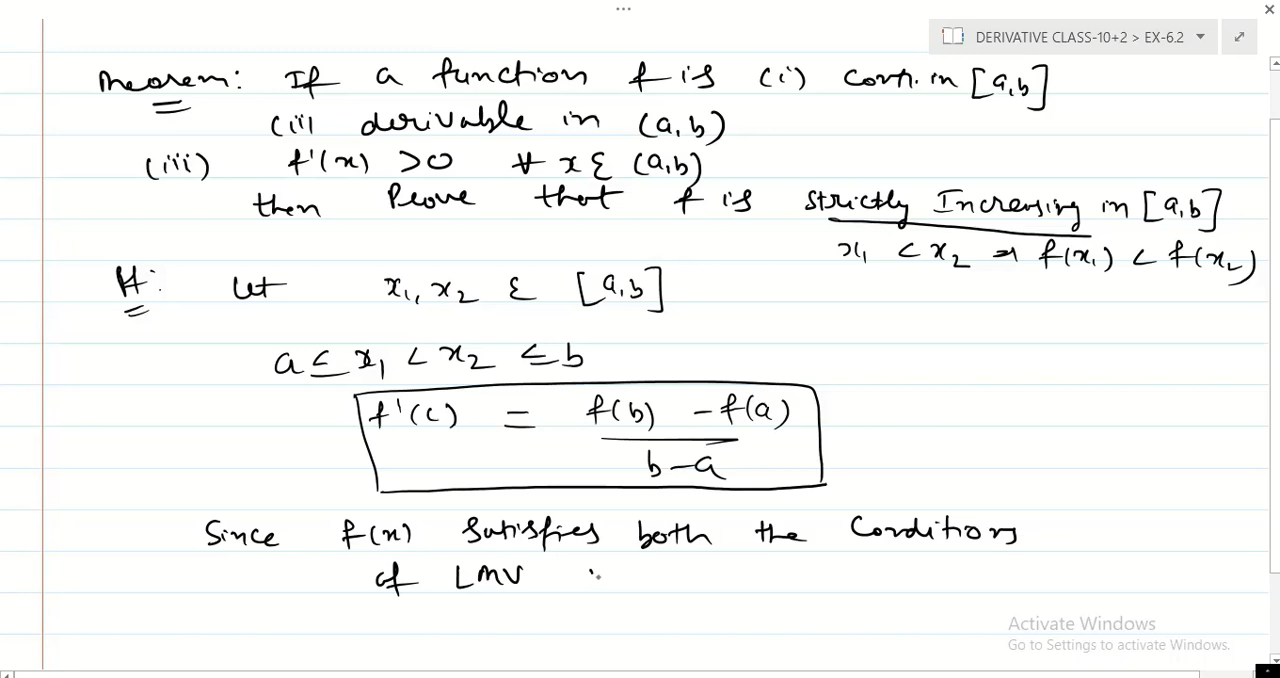 DERIVATIVE CLASS-10+2 > EX-6.2
Theorem: If a function f is (i) conti. in [a,b]
(ii) derivable in (a,b)
(iii) f'(x) >0 ∀ x ∈ (a,b)
then Prove that f is strictly Increasing in [a,b]
x₁ < x₂ ⇒ f(x₁) < f(x₂)
Let x₁, x₂ ∈ [a,b]
a ≤ x₁ < x₂ ≤ b
f'(c) = f(b) - f(a)
b-a
Since f(x) satisfies both the Conditions
of LMV
Activate Windows
Go to Settings to activate Windows.